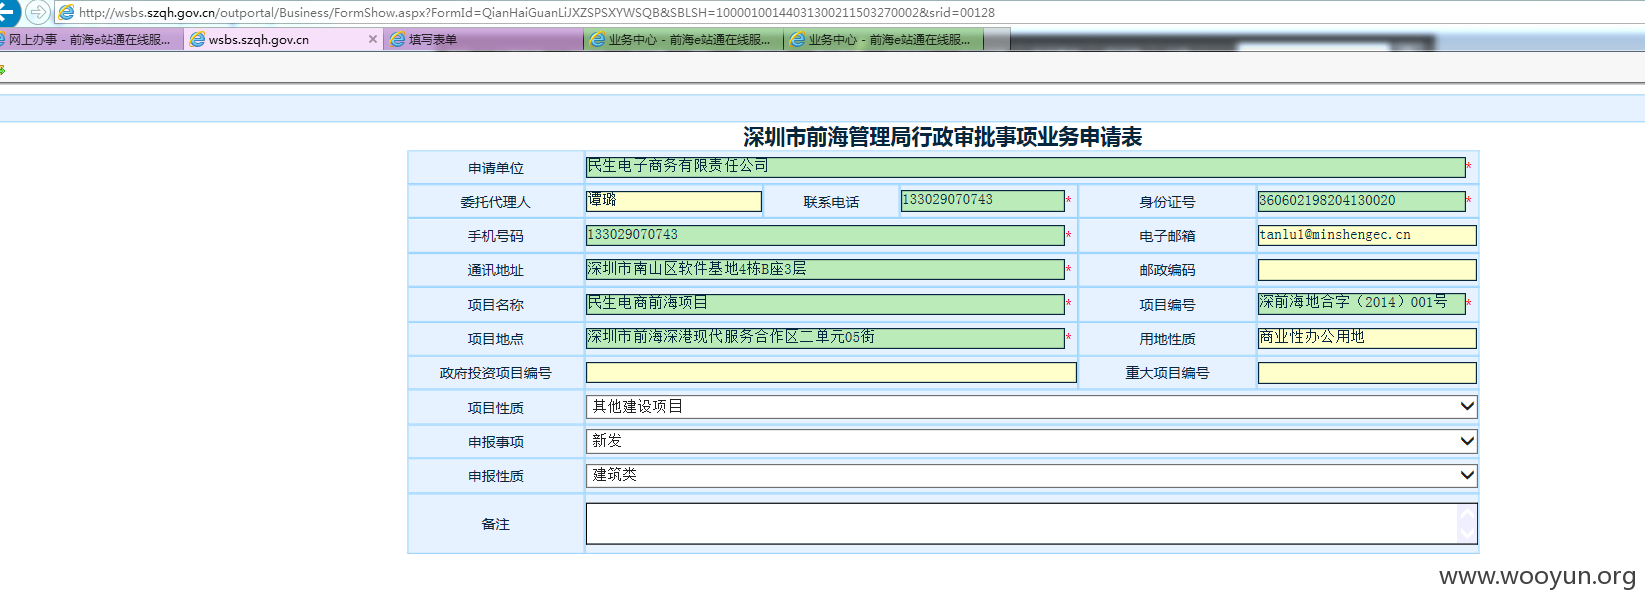 http://wsbs.szqh.gov.cn/outportal/Business/FormShow.aspx?FormId=QianHaiGuanLiJXZSPSXYWSQB&SBLSH=10000100144031300211503270002&srid=00128
网上办事 - 前海e站通在线服... wsbs.szqh.gov.cn × 填写表单 业务中心 - 前海e站通在线服... 业务中心 - 前海e站通在线服...
深圳市前海管理局行政审批事项业务申请表
申请单位 民生电子商务有限责任公司 *
委托代理人 谭璐 联系电话 133029070743 * 身份证号 360602198204130020 *
手机号码 133029070743 * 电子邮箱 tanlu1@minshengec.cn
通讯地址 深圳市南山区软件基地4栋B座3层 * 邮政编码
项目名称 民生电商前海项目 * 项目编号 深前海地合字（2014）001号 *
项目地点 深圳市前海深港现代服务合作区二单元05街 * 用地性质 商业性办公用地
政府投资项目编号 重大项目编号
项目性质 其他建设项目
申报事项 新发
申报性质 建筑类
备注
www.wooyun.org